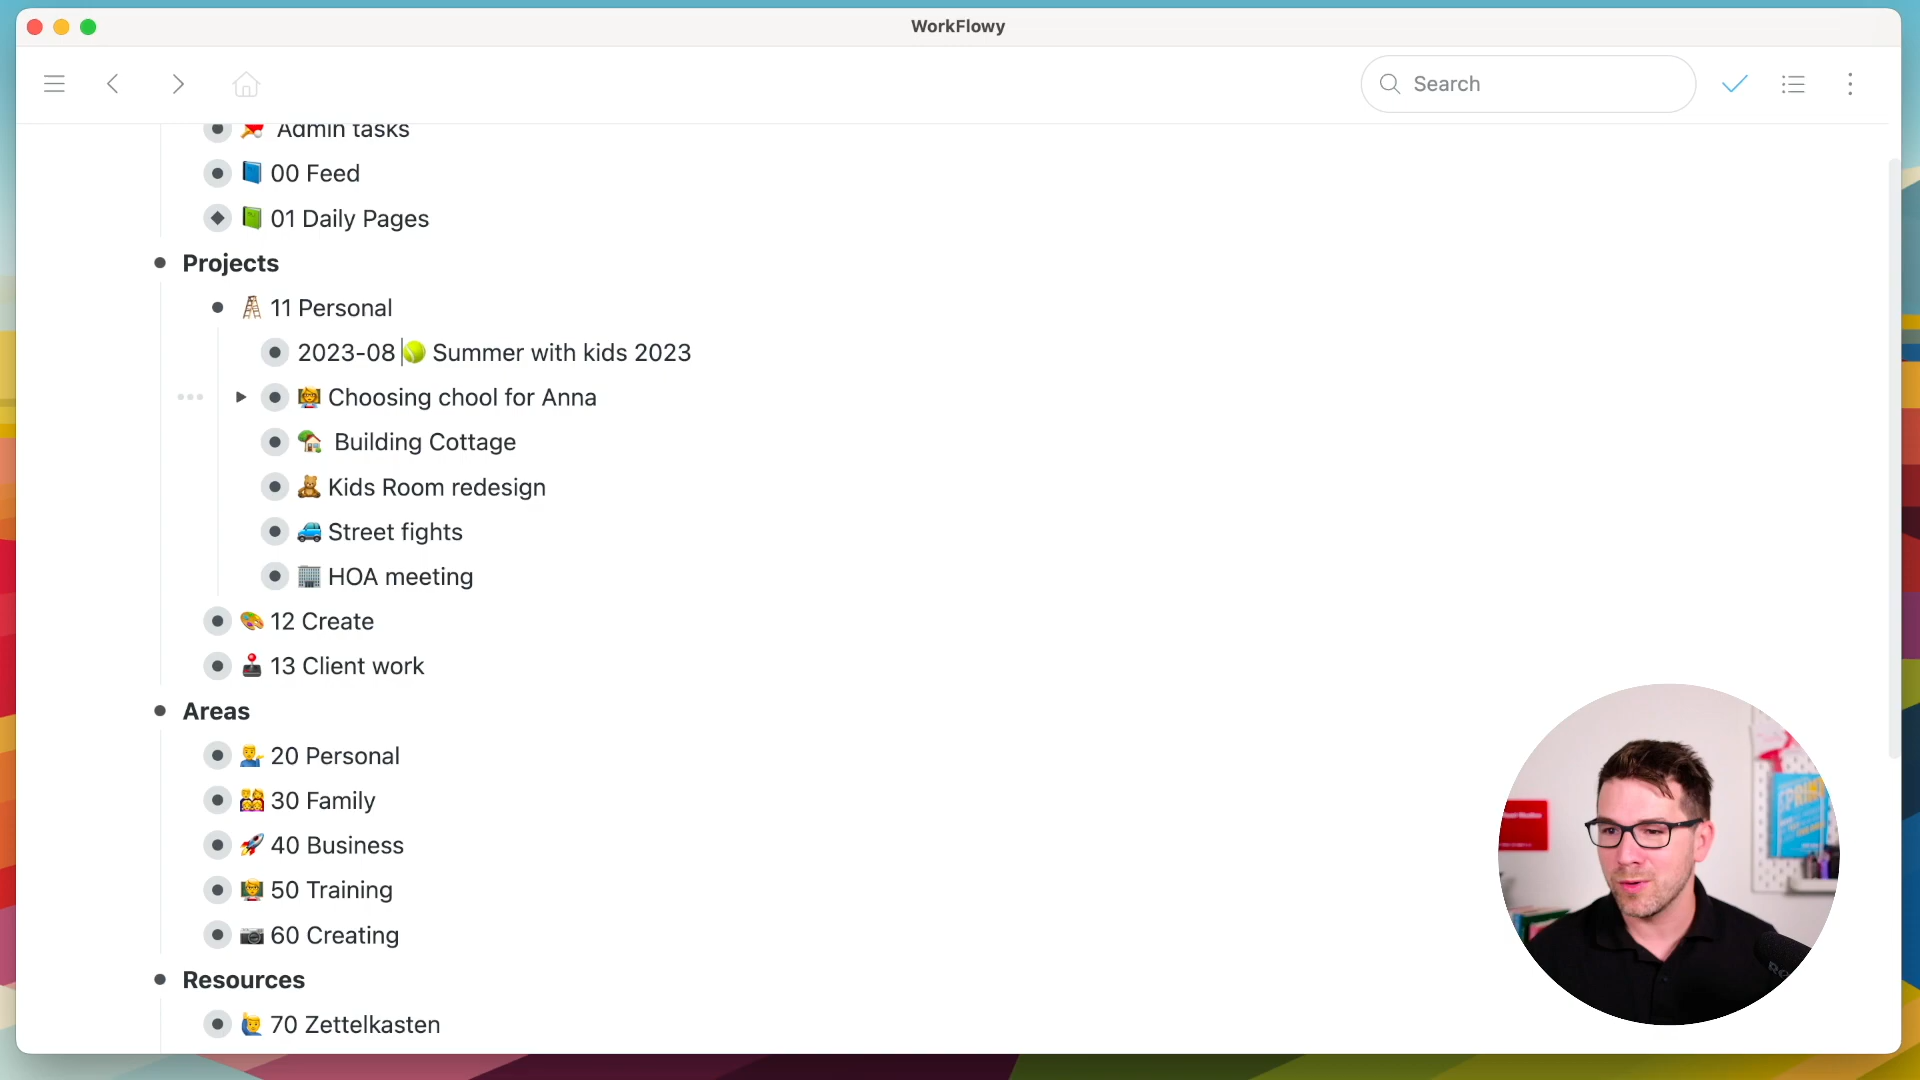 WorkFlowy
Search
Admin tasks
00 Feed
01 Daily Pages
Projects
11 Personal
2023-08 Summer with kids 2023
Choosing chool for Anna
Building Cottage
Kids Room redesign
Street fights
HOA meeting
12 Create
13 Client work
Areas
20 Personal
30 Family
40 Business
50 Training
60 Creating
Resources
70 Zettelkasten
SPRINT